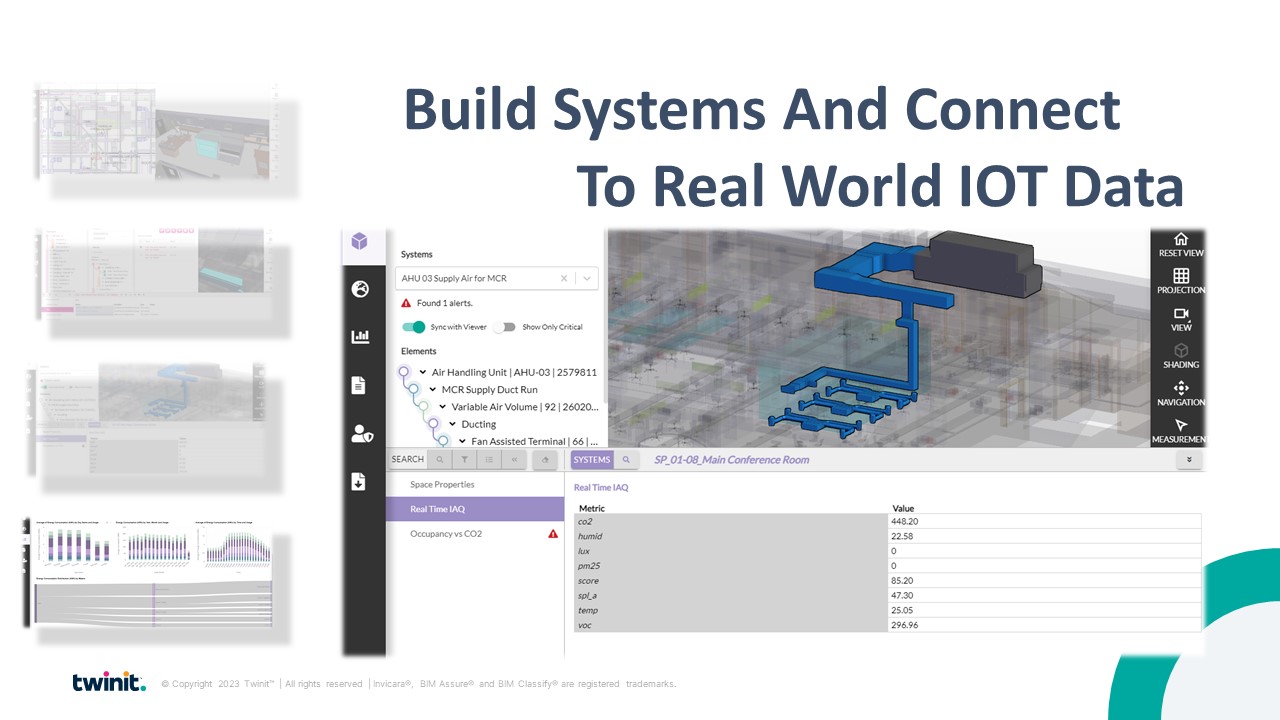 Build Systems And Connect
To Real World IOT Data
Systems
AHU 03 Supply Air for MCR
Found 1 alerts.
Sync with Viewer
Show Only Critical
Elements
Air Handling Unit | AHU-03 | 2579811
MCR Supply Duct Run
Variable Air Volume | 92 | 26020...
Ducting
Fan Assisted Terminal | 66 | ...
RESET VIEW
PROJECTION
VIEW
SHADING
NAVIGATION
MEASUREMEN
SEARCH
SYSTEMS
SP_01-08_Main Conference Room
Space Properties
Real Time IAQ
Occupancy vs CO2
Real Time IAQ
Metric Value
co2 448.20
humid 22.58
lux 0
pm25 0
score 85.20
spl_a 47.30
temp 25.05
voc 296.96
twinit.
© Copyright 2023 Twinit™ | All rights reserved | Invicara®, BIM Assure® and BIM Classify® are registered trademarks.